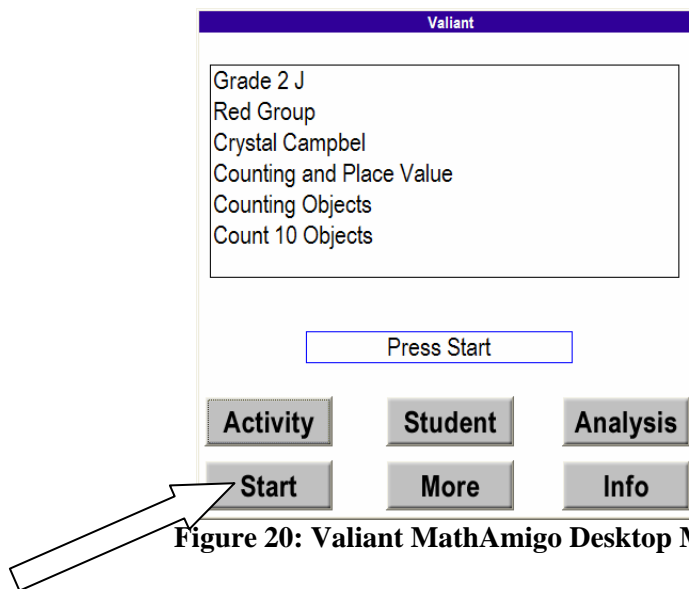 Valiant
Grade 2 J
Red Group
Crystal Campbel
Counting and Place Value
Counting Objects
Count 10 Objects
Press Start
Activity Student Analysis
Start More Info
Figure 20: Valiant MathAmigo Desktop